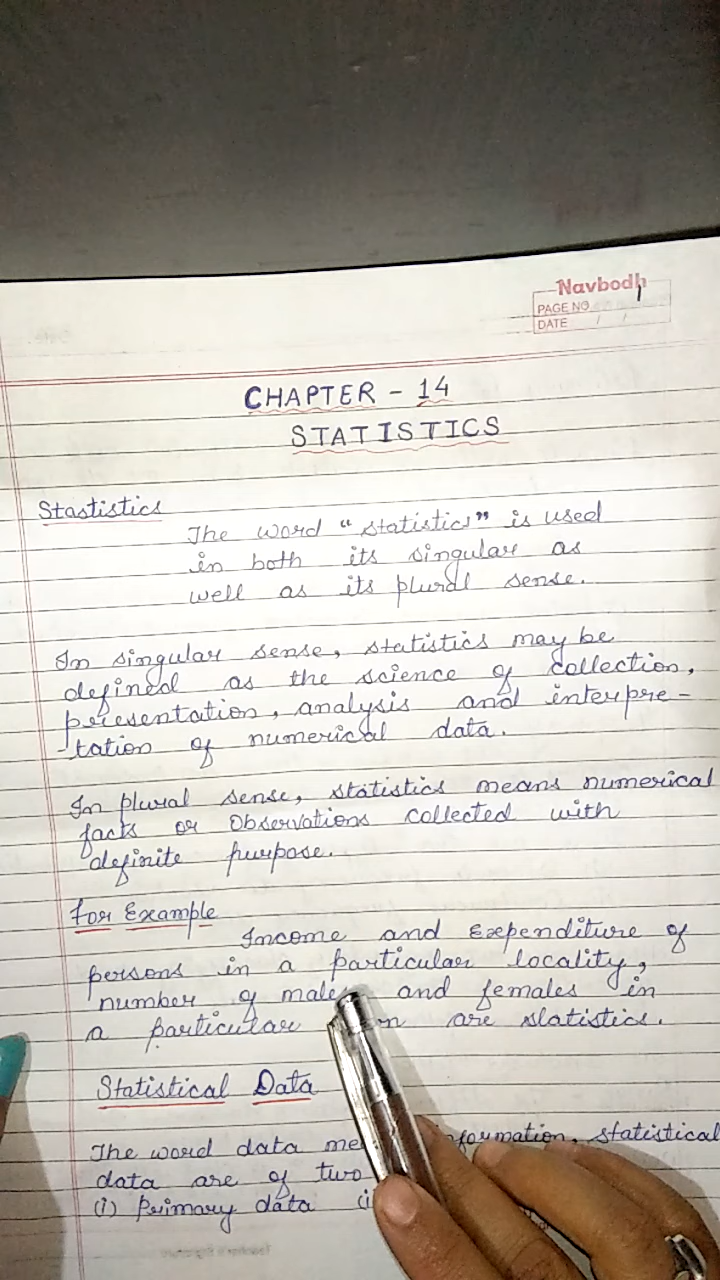 Navbodh
PAGE NO. 1
DATE / /
CHAPTER - 14
STATISTICS
Stastistics
The word "statistics" is used
in both its singular as
well as its plural sense.
In singular sense, statistics may be
defined as the science of collection,
presentation, analysis and interpre-
tation of numerical data.
In plural sense, statistics means numerical
facts or observations collected with
definite purpose.
For Example
Income and Expenditure of
persons in a particular locality,
number of males and females in
a particular are statistics.
Statistical Data
The word data information, statistical
data are of two
(i) Primary data